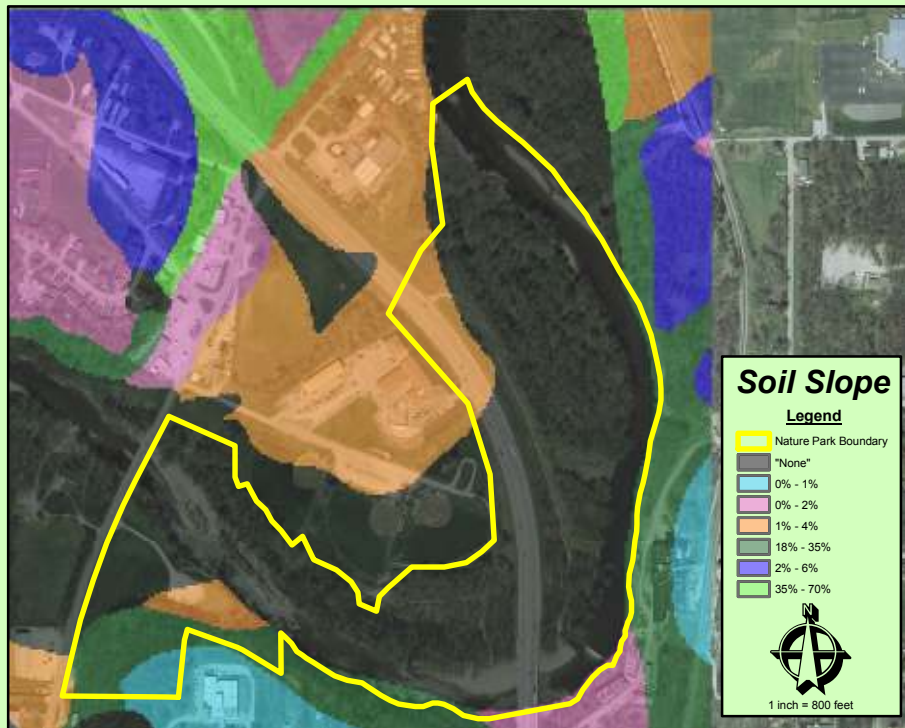 Soil Slope
Legend
Nature Park Boundary
"None"
0% - 1%
0% - 2%
1% - 4%
18% - 35%
2% - 6%
35% - 70%
N
1 inch = 800 feet